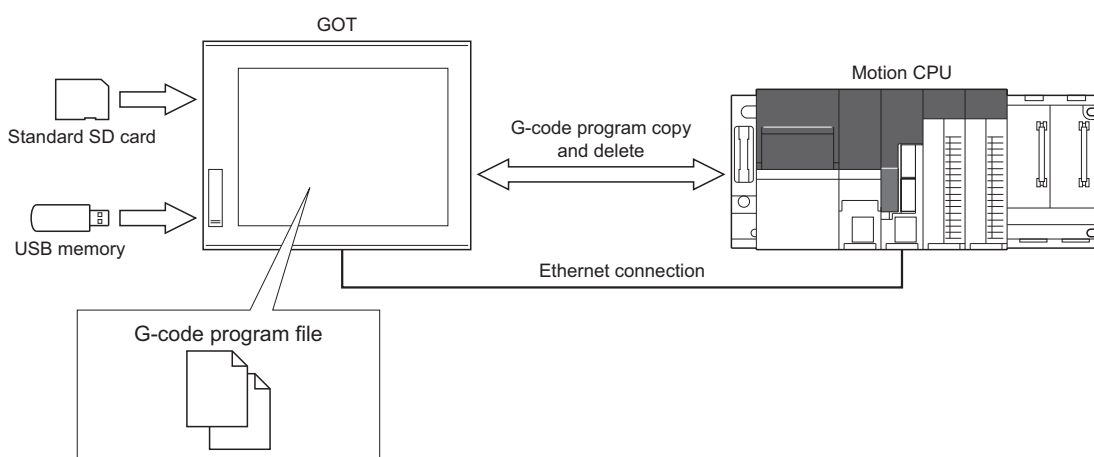 GOT
Motion CPU
Standard SD card
G-code program copy
and delete
USB memory
Ethernet connection
G-code program file